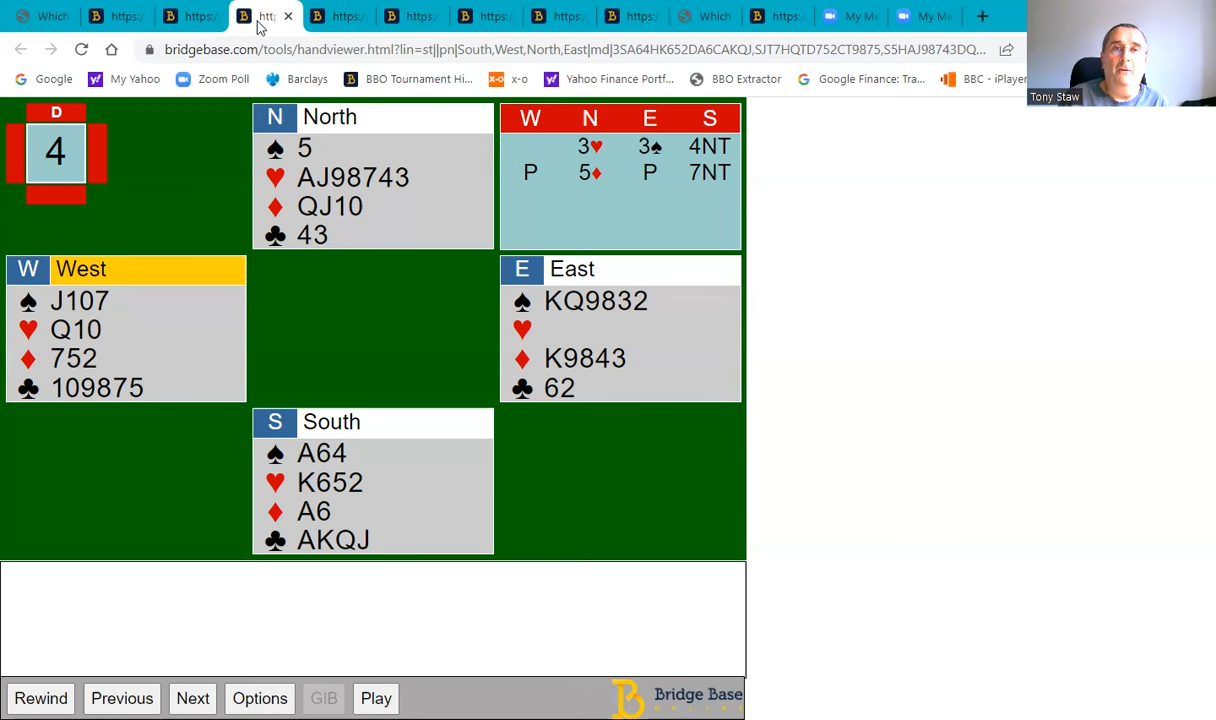 Which
https:/
https:/
http
https:/
https:/
https:/
https:/
https:/
Which
https:/
My Me
My Me
bridgebase.com/tools/handviewer.html?lin=st||pn|South,West,North,East|md|3SA64HK652DA6CAKQJ,SJT7HQTD752CT9875,S5HAJ98743DQ...
Google
My Yahoo
Zoom Poll
Barclays
BBO Tournament Hi...
x-o
Yahoo Finance Portf...
BBO Extractor
Google Finance: Tra...
BBC - iPlayer
Tony Staw
D
4
N North
♠ 5
♥ AJ98743
♦ QJ10
♣ 43
W N E S
3♥ 3♠ 4NT
P 5♦ P 7NT
W West
♠ J107
♥ Q10
♦ 752
♣ 109875
E East
♠ KQ9832
♥
♦ K9843
♣ 62
S South
♠ A64
♥ K652
♦ A6
♣ AKQJ
Rewind
Previous
Next
Options
GIB
Play
Bridge Base
ONLINE